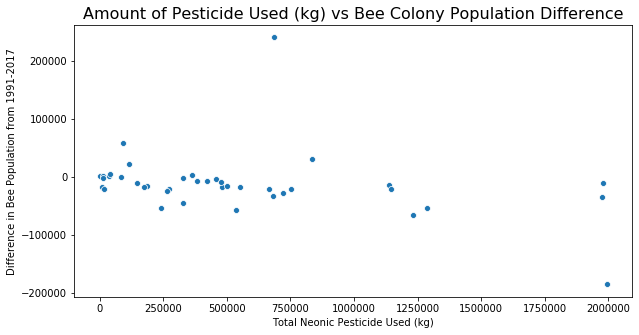 Amount of Pesticide Used (kg) vs Bee Colony Population Difference
Difference in Bee Population from 1991-2017
200000
100000
0
−100000
−200000
0 250000 500000 750000 1000000 1250000 1500000 1750000 2000000
Total Neonic Pesticide Used (kg)